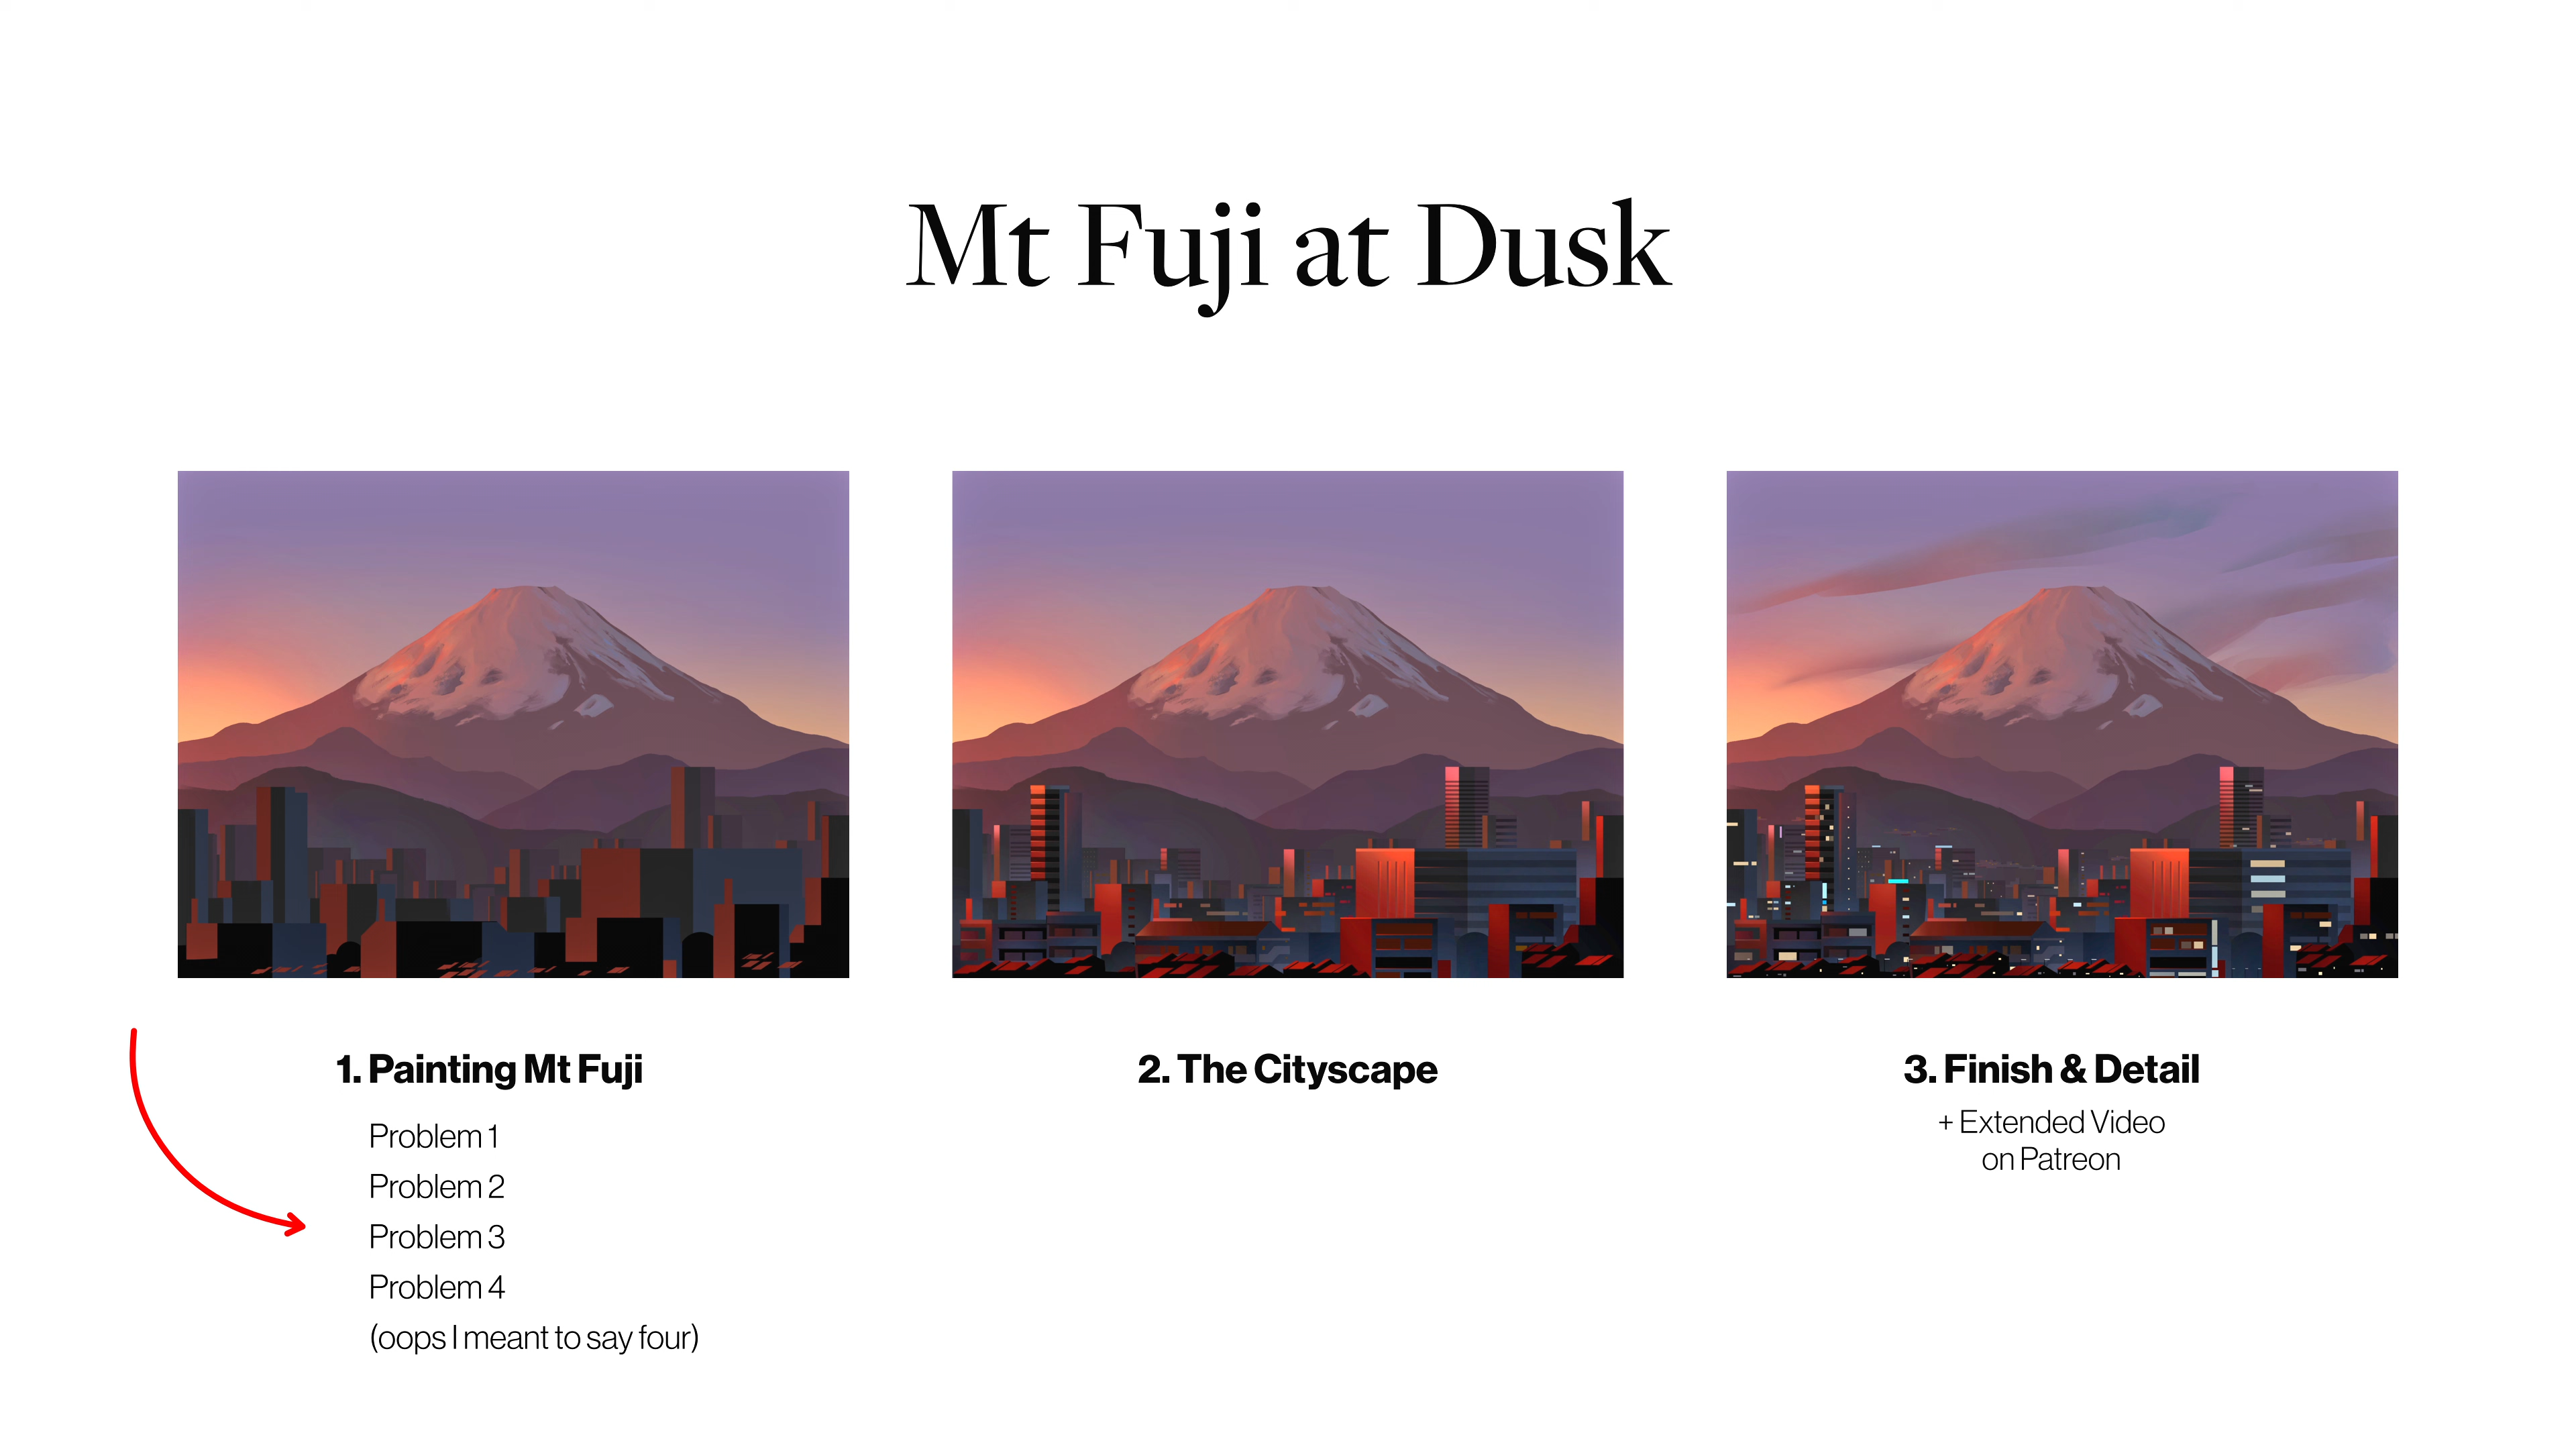 Mt Fuji at Dusk
1. Painting Mt Fuji
Problem 1
Problem 2
Problem 3
Problem 4
(oops I meant to say four)
2. The Cityscape
3. Finish & Detail
+ Extended Video
on Patreon